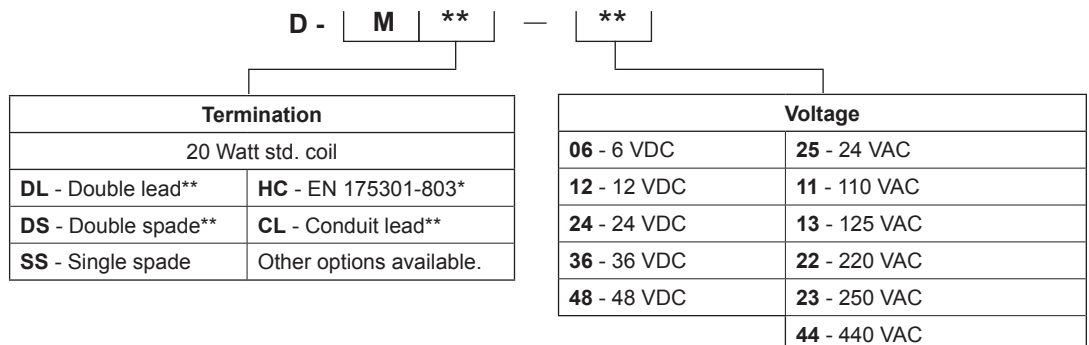 D - M ** — **
Termination
20 Watt std. coil
DL - Double lead** HC - EN 175301-803*
DS - Double spade** CL - Conduit lead**
SS - Single spade Other options available.
Voltage
06 - 6 VDC 25 - 24 VAC
12 - 12 VDC 11 - 110 VAC
24 - 24 VDC 13 - 125 VAC
36 - 36 VDC 22 - 220 VAC
48 - 48 VDC 23 - 250 VAC
44 - 440 VAC